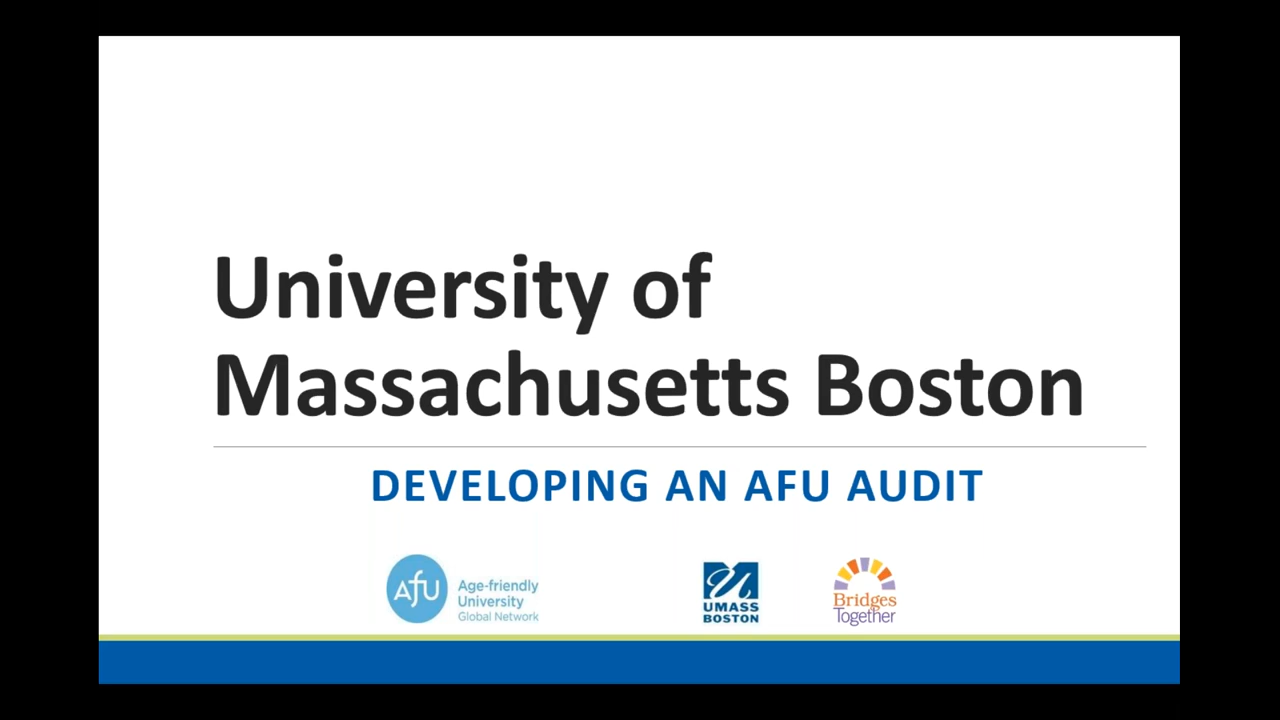 University of
Massachusetts Boston
DEVELOPING AN AFU AUDIT
AfU
Age-friendly
University
Global Network
UMASS
BOSTON
Bridges
Together